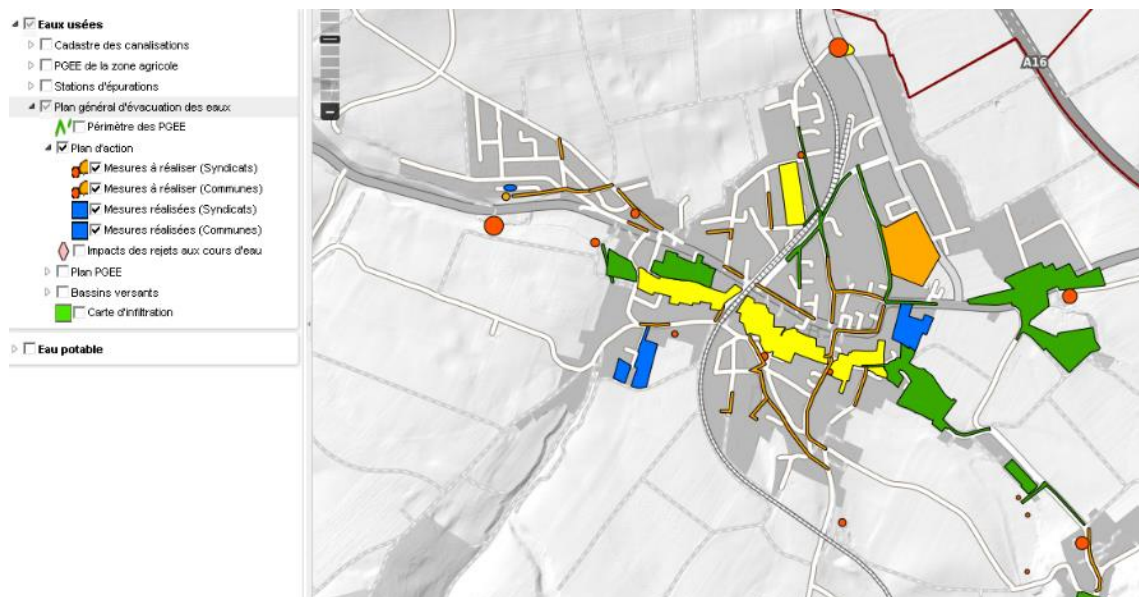 Eaux usées
Cadastre des canalisations
PGEE de la zone agricole
Stations d'épurations
Plan général d'évacuation des eaux
Périmètre des PGEE
Plan d'action
Mesures à réaliser (Syndicats)
Mesures à réaliser (Communes)
Mesures réalisées (Syndicats)
Mesures réalisées (Communes)
Impacts des rejets aux cours d'eau
Plan PGEE
Bassins versants
Carte d'infiltration
Eau potable
A16